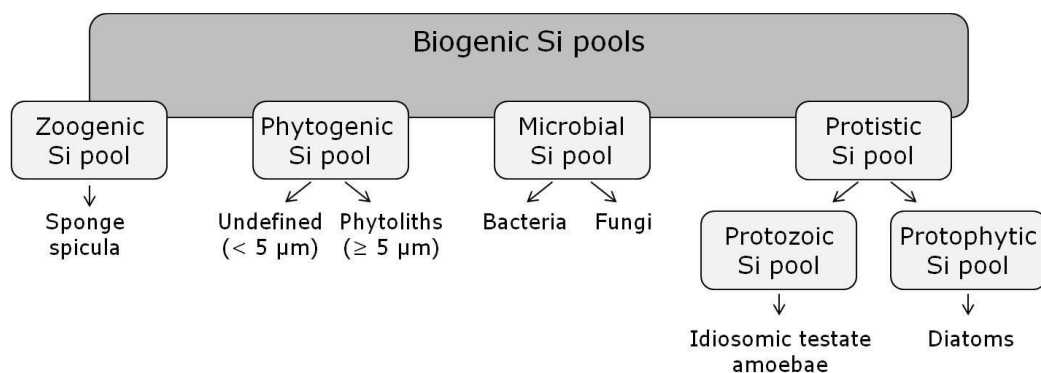 Biogenic Si pools
Zoogenic
Si pool
Phytogenic
Si pool
Microbial
Si pool
Protistic
Si pool
Sponge
spicula
Undefined
(< 5 µm)
Phytoliths
(≥ 5 µm)
Bacteria
Fungi
Protozoic
Si pool
Protophytic
Si pool
Idiosomic testate
amoebae
Diatoms